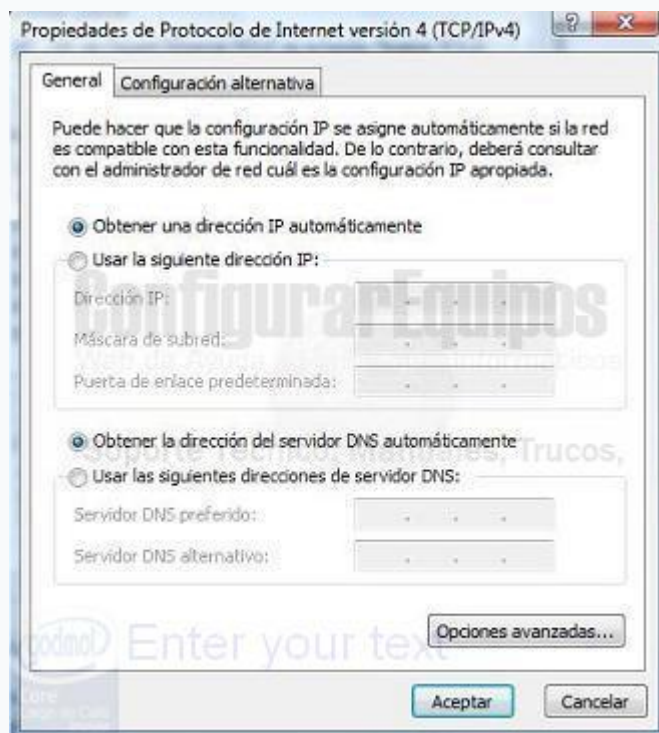 Propiedades de Protocolo de Internet versión 4 (TCP/IPv4)
General
Configuración alternativa
Puede hacer que la configuración IP se asigne automáticamente si la red
es compatible con esta funcionalidad. De lo contrario, deberá consultar
con el administrador de red cuál es la configuración IP apropiada.
Obtener una dirección IP automáticamente
Usar la siguiente dirección IP:
ConfigurarEquipos
Dirección IP:
Máscara de subred:
Web de Ayuda
Puerta de enlace predeterminada:
Obtener la dirección del servidor DNS automáticamente
Soporte Técnico, Manuales, Trucos,
Usar las siguientes direcciones de servidor DNS:
Servidor DNS preferido:
Servidor DNS alternativo:
Opciones avanzadas...
Enter your text
Aceptar
Cancelar